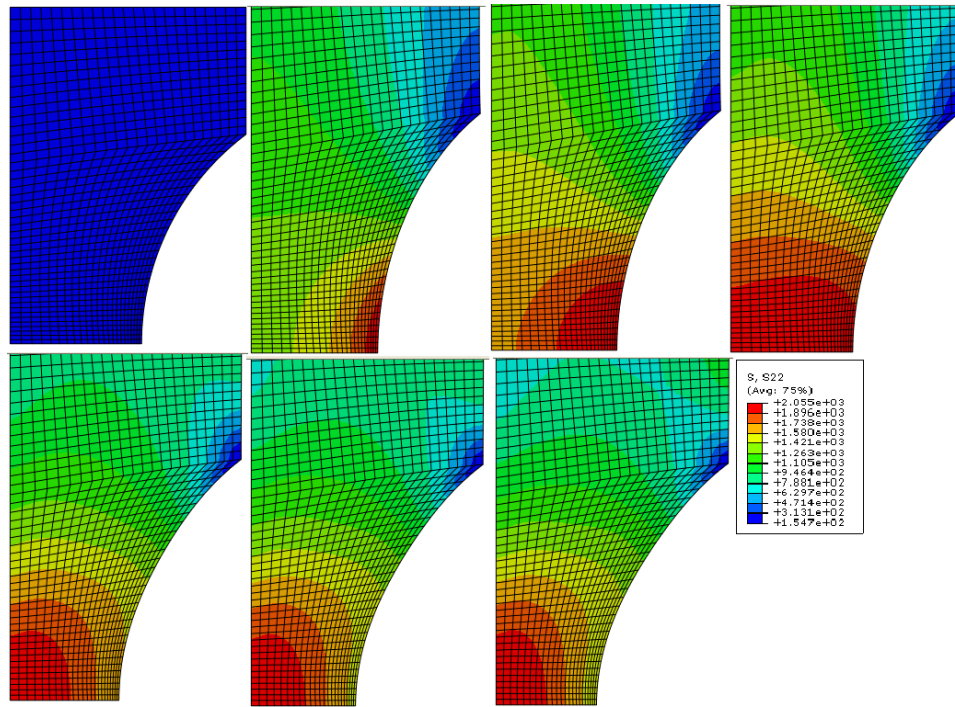 S, S22
(Avg: 75%)
+2.055e+03
+1.896e+03
+1.738e+03
+1.580e+03
+1.421e+03
+1.263e+03
+1.105e+03
+9.464e+02
+7.881e+02
+6.297e+02
+4.714e+02
+3.131e+02
+1.547e+02